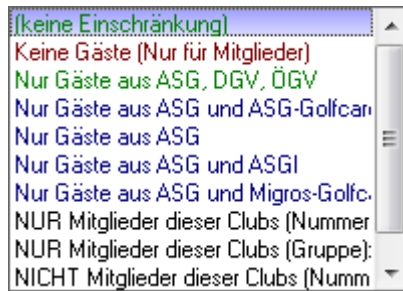 (keine Einschränkung)
Keine Gäste (Nur für Mitglieder)
Nur Gäste aus ASG, DGV, ÖGV
Nur Gäste aus ASG und ASG-Golfcar
Nur Gäste aus ASG
Nur Gäste aus ASG und ASGI
Nur Gäste aus ASG und Migros-Golfc
NUR Mitglieder dieser Clubs (Nummer
NUR Mitglieder dieser Clubs (Gruppe):
NICHT Mitglieder dieser Clubs (Numm